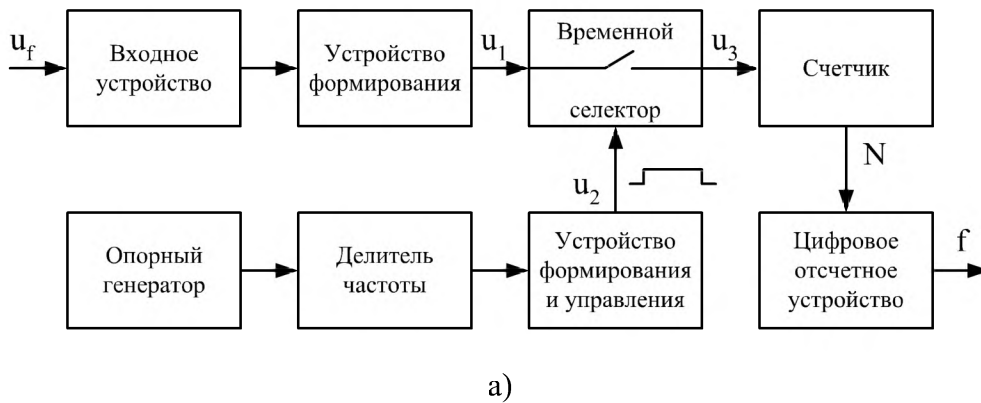 u_f
Входное
устройство
Устройство
формирования
u_1
Временной
селектор
u_3
Счетчик
N
u_2
Опорный
генератор
Делитель
частоты
Устройство
формирования
и управления
Цифровое
отсчетное
устройство
f
а)